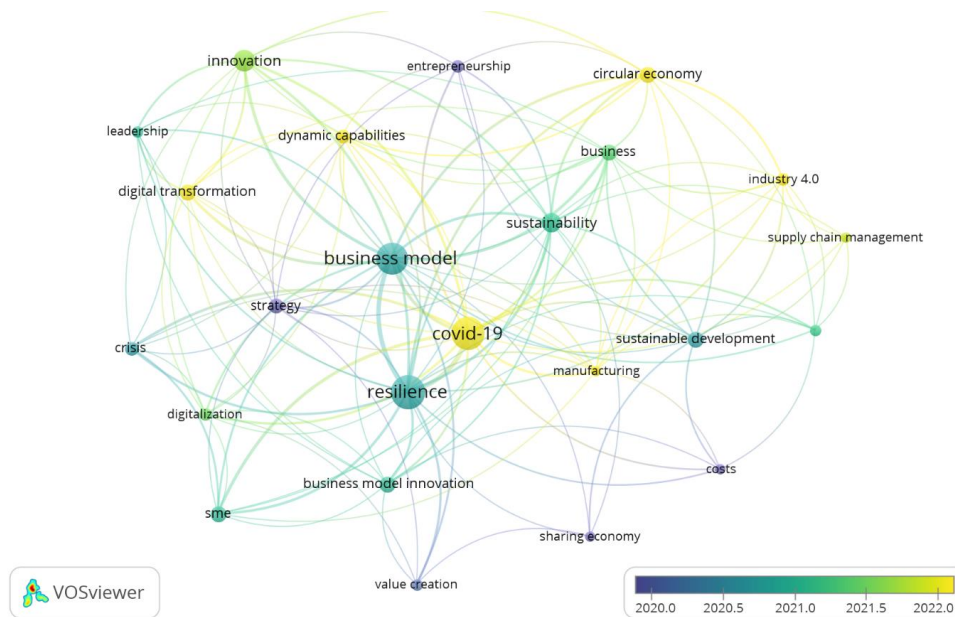 innovation
entrepreneurship
circular economy
leadership
dynamic capabilities
business
digital transformation
industry 4.0
sustainability
supply chain management
business model
strategy
covid-19
sustainable development
crisis
manufacturing
resilience
digitalization
costs
business model innovation
sme
sharing economy
value creation
VOSviewer
2020.0 2020.5 2021.0 2021.5 2022.0